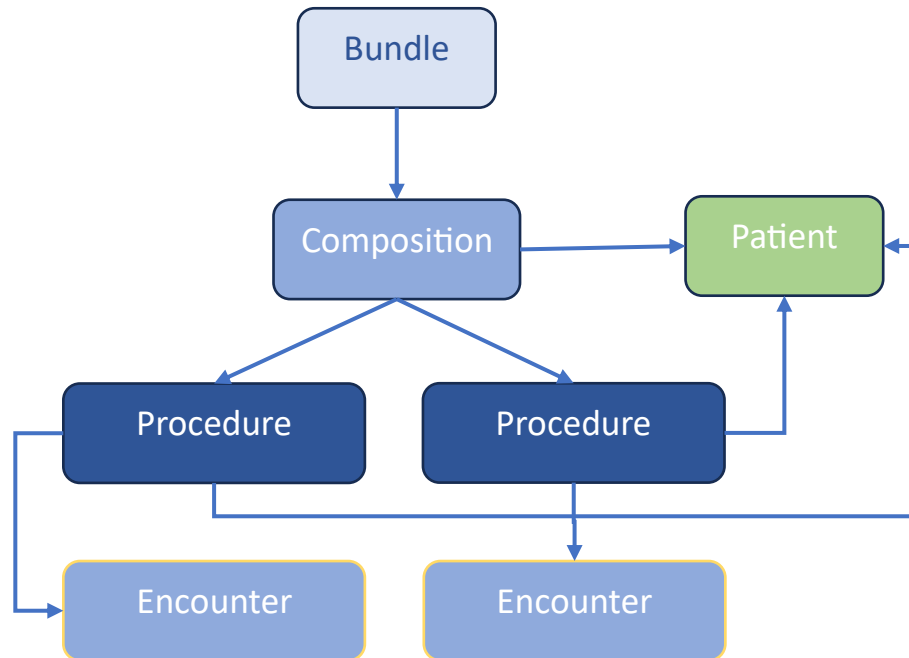 Bundle
Composition
Patient
Procedure
Procedure
Encounter
Encounter